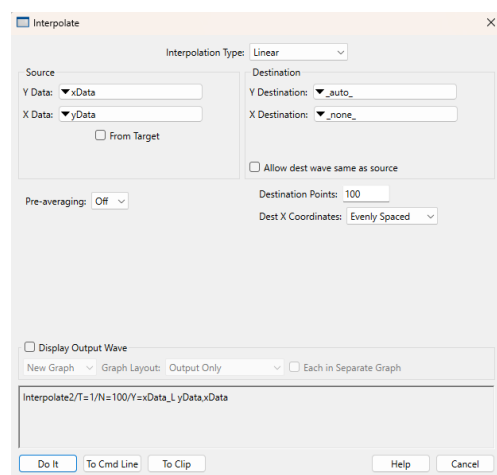 Interpolate
Interpolation Type: Linear
Source
Y Data: xData
X Data: yData
From Target
Destination
Y Destination: _auto_
X Destination: _none_
Allow dest wave same as source
Pre-averaging: Off
Destination Points: 100
Dest X Coordinates: Evenly Spaced
Display Output Wave
New Graph Graph Layout: Output Only Each in Separate Graph
Interpolate2/T=1/N=100/Y=xData_L yData,xData
Do It To Cmd Line To Clip Help Cancel